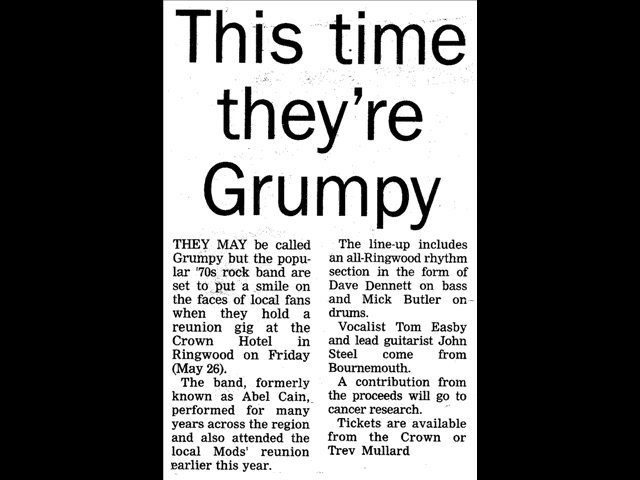 This time
they're
Grumpy
THEY MAY be called
Grumpy but the popu-
lar '70s rock band are
set to put a smile on
the faces of local fans
when they hold a
reunion gig at the
Crown Hotel in
Ringwood on Friday
(May 26).
The band, formerly
known as Abel Cain,
performed for many
years across the region
and also attended the
local Mods' reunion
earlier this year.
The line-up includes
an all-Ringwood rhythm
section in the form of
Dave Dennett on bass
and Mick Butler on
drums.
Vocalist Tom Easby
and lead guitarist John
Steel come from
Bournemouth.
A contribution from
the proceeds will go to
cancer research.
Tickets are available
from the Crown or
Trev Mullard